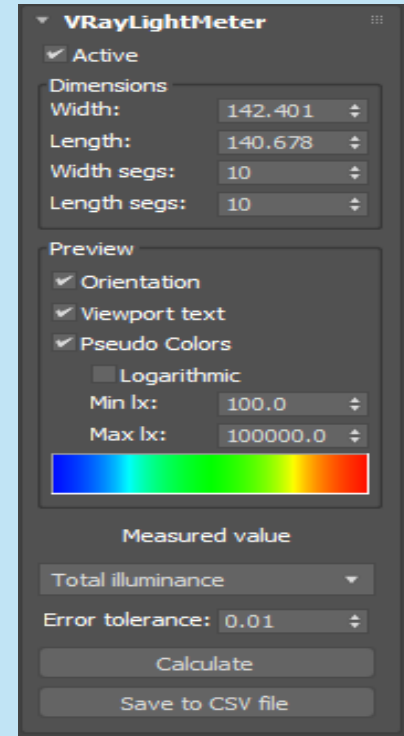 VRayLightMeter
Active
Dimensions
Width: 142.401
Length: 140.678
Width segs: 10
Length segs: 10
Preview
Orientation
Viewport text
Pseudo Colors
Logarithmic
Min lx: 100.0
Max lx: 100000.0
Measured value
Total illuminance
Error tolerance: 0.01
Calculate
Save to CSV file